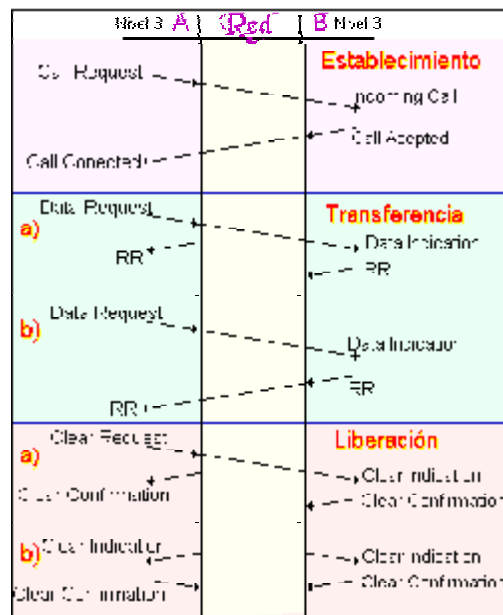 Nivel 3 A Red B Nivel 3
Establecimiento
Call Request
Incoming Call
Call Acepted
Call Conected
Data Request
Transferencia
a)
Data Indication
RR
RR
Data Request
b)
Data Indication
RR
RR
Clear Request
Liberación
a)
Clear Indication
Clear Confirmation
Clear Confirmation
b)
Clear Indication
Clear Indication
Clear Confirmation
Clear Confirmation